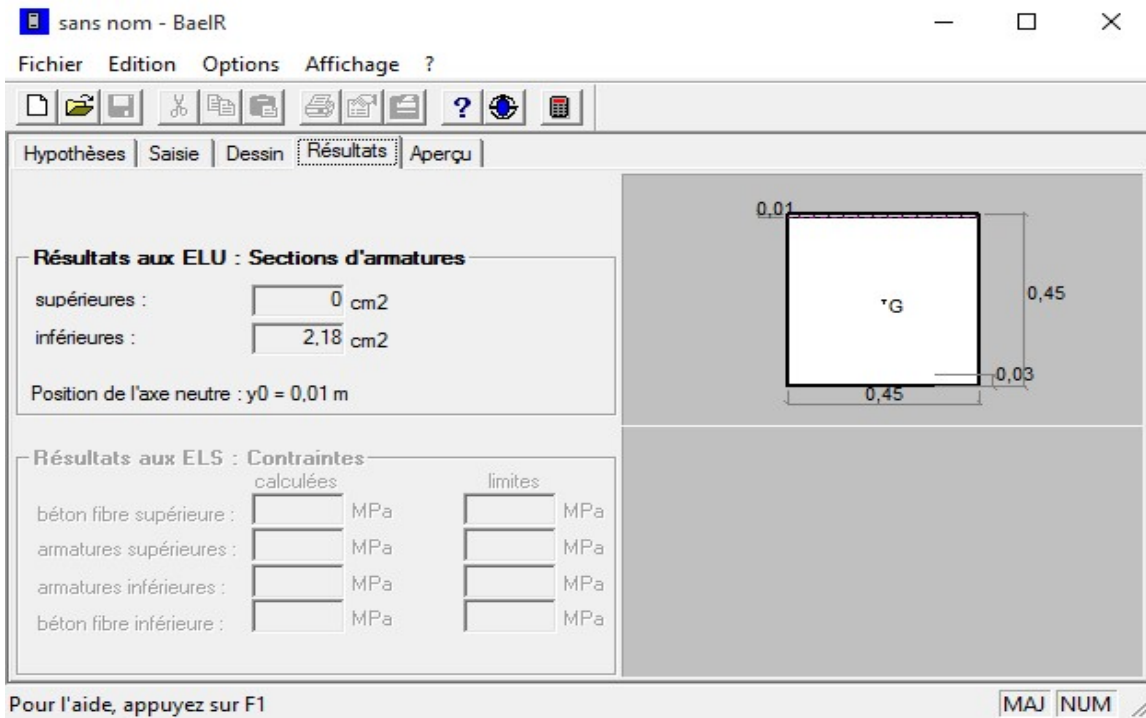 sans nom - BaelR
Fichier Edition Options Affichage ?
Hypothèses Saisie Dessin Résultats Aperçu
Résultats aux ELU : Sections d'armatures
supérieures : 0 cm2
inférieures : 2,18 cm2
Position de l'axe neutre : y0 = 0,01 m
Résultats aux ELS : Contraintes
calculées limites
béton fibre supérieure : MPa MPa
armatures supérieures : MPa MPa
armatures inférieures : MPa MPa
béton fibre inférieure : MPa MPa
0,01
G
0,45
0,03
0,45
Pour l'aide, appuyez sur F1
MAJ NUM